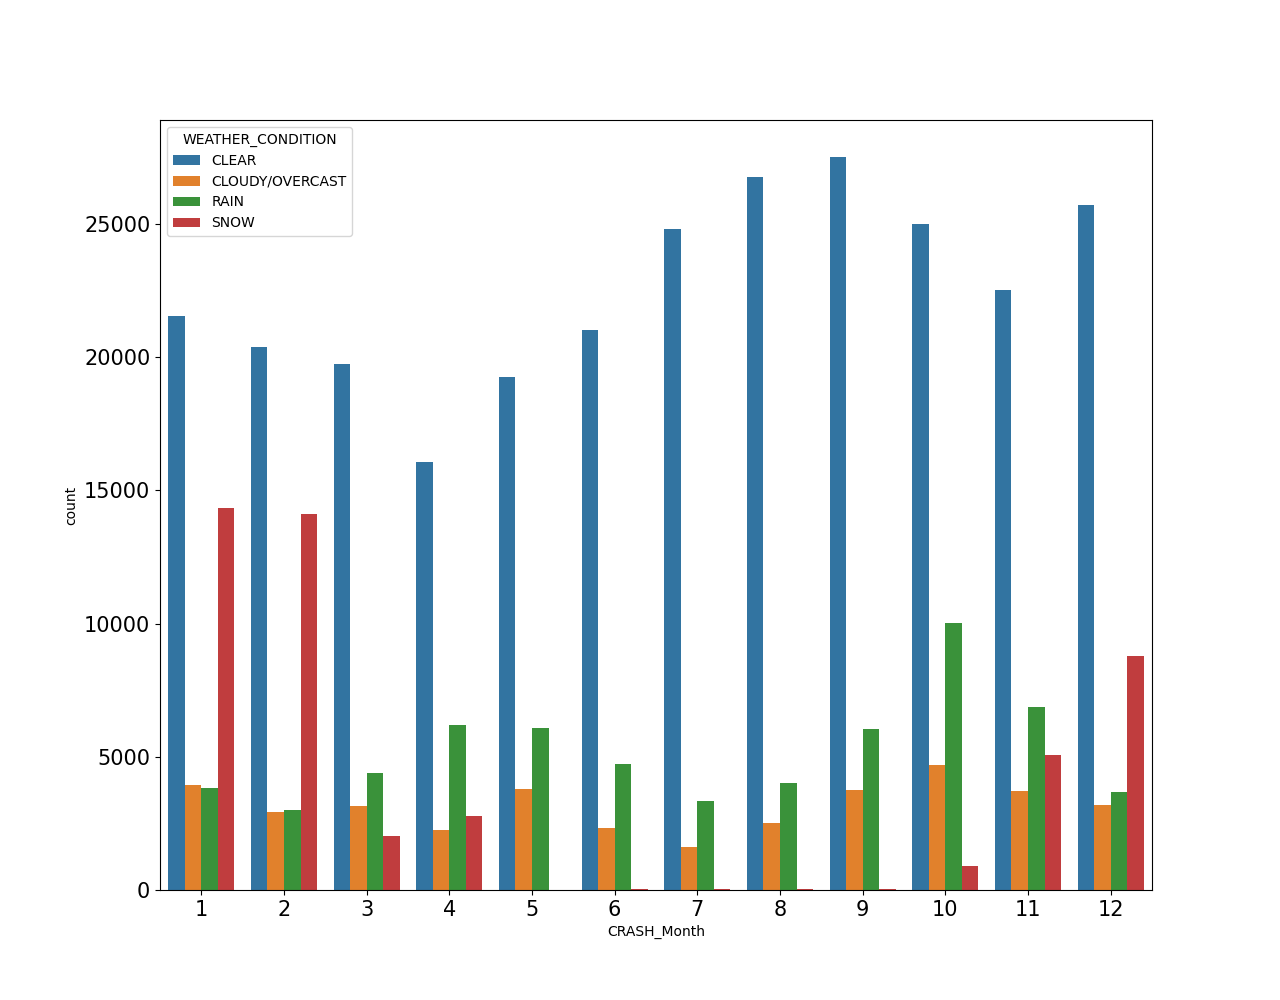 WEATHER_CONDITION
CLEAR
CLOUDY/OVERCAST
RAIN
SNOW
25000
20000
15000
10000
5000
0
count
1 2 3 4 5 6 7 8 9 10 11 12
CRASH_Month